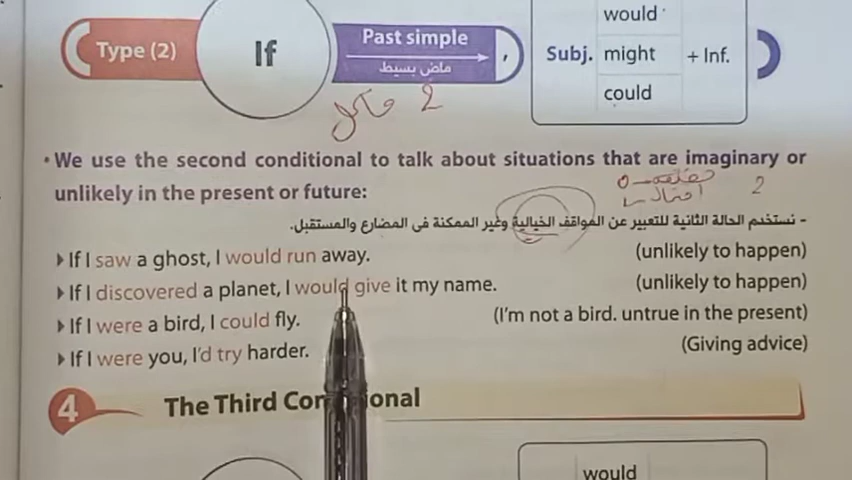 would
Type (2) If Past simple , Subj. might + Inf.
ماض بسيط
could
2
• We use the second conditional to talk about situations that are imaginary or
unlikely in the present or future:
2
- نستخدم الحالة الثانية للتعبير عن المواقف الخيالية وغير الممكنة فى المضارع والمستقبل.
If I saw a ghost, I would run away. (unlikely to happen)
If I discovered a planet, I would give it my name. (unlikely to happen)
If I were a bird, I could fly. (I'm not a bird. untrue in the present)
If I were you, I'd try harder. (Giving advice)
4 The Third Conditional
would